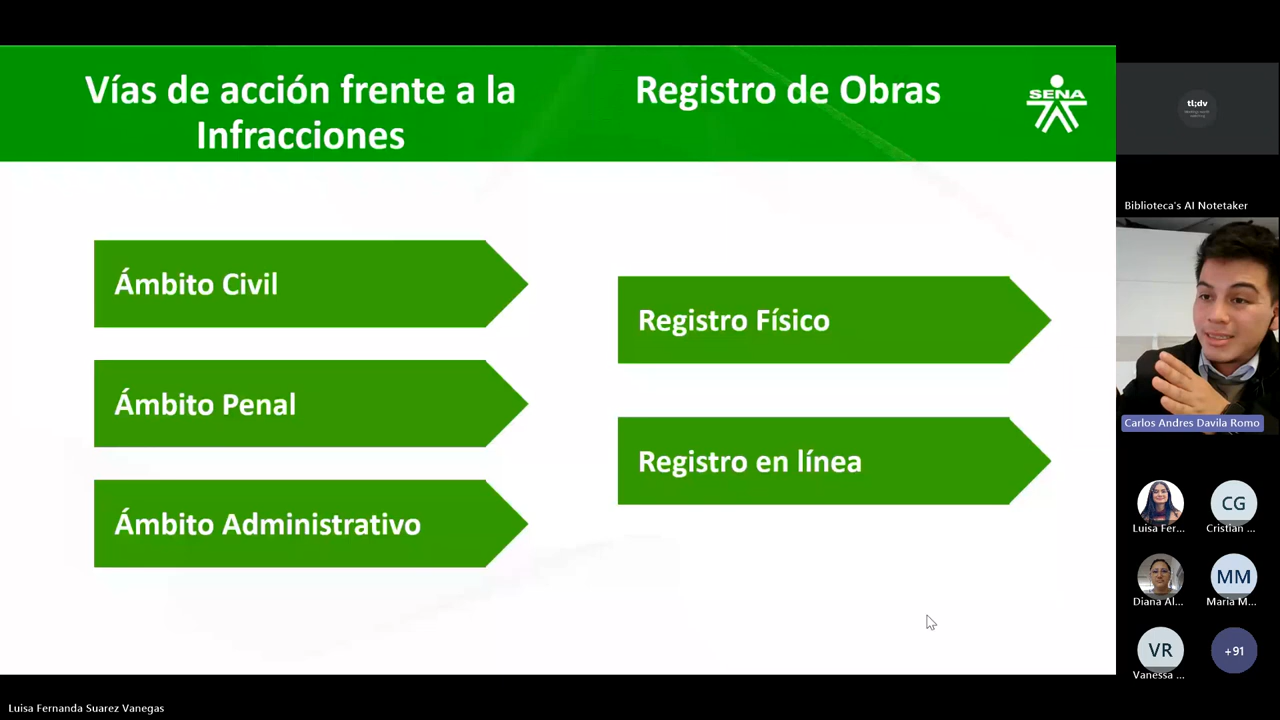 Vías de acción frente a la
Infracciones
Registro de Obras
SENA
Ámbito Civil
Ámbito Penal
Ámbito Administrativo
Registro Físico
Registro en línea
tl;dv
Biblioteca's AI Notetaker
Carlos Andres Davila Romo
CG
Luisa Fer...
Cristian ...
MM
Diana Al...
Maria M...
VR
+91
Vanessa ...
Luisa Fernanda Suarez Vanegas